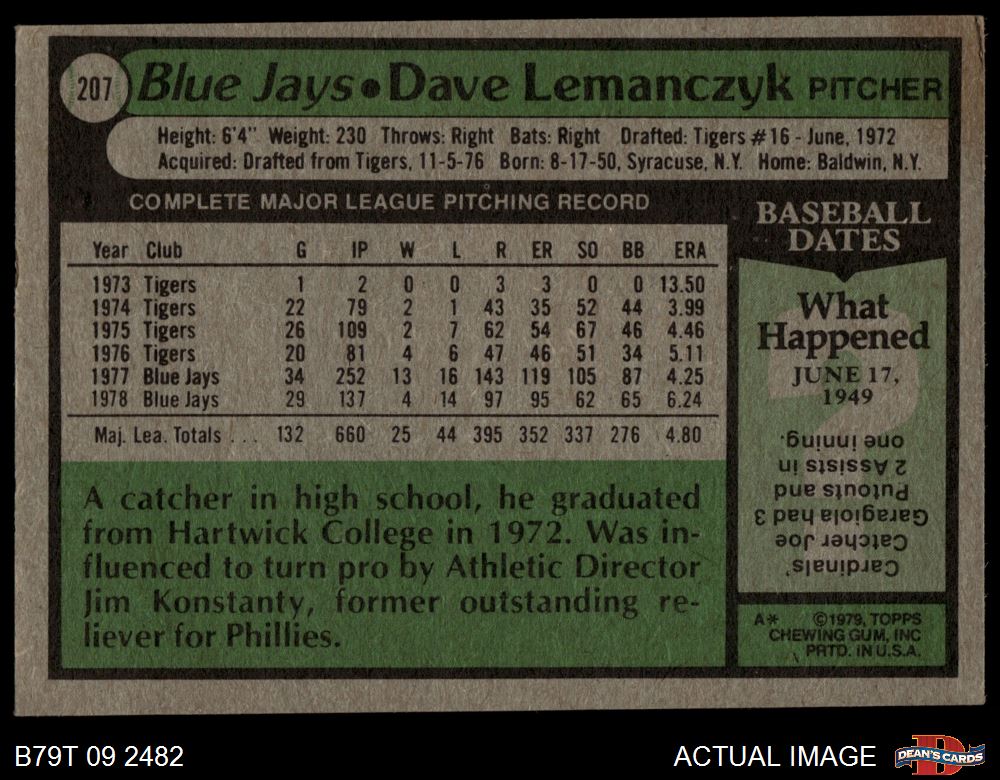 207 Blue Jays • Dave Lemanczyk PITCHER
Height: 6'4" Weight: 230 Throws: Right Bats: Right Drafted: Tigers #16 - June, 1972
Acquired: Drafted from Tigers, 11-5-76 Born: 8-17-50, Syracuse, N.Y. Home: Baldwin, N.Y.
COMPLETE MAJOR LEAGUE PITCHING RECORD
Year Club G IP W L R ER SO BB ERA
1973 Tigers 1 2 0 0 3 3 0 0 13.50
1974 Tigers 22 79 2 1 43 35 52 44 3.99
1975 Tigers 26 109 2 7 62 54 67 46 4.46
1976 Tigers 20 81 4 6 47 46 51 34 5.11
1977 Blue Jays 34 252 13 16 143 119 105 87 4.25
1978 Blue Jays 29 137 4 14 97 95 62 65 6.24
Maj. Lea. Totals . . . 132 660 25 44 395 352 337 276 4.80
A catcher in high school, he graduated
from Hartwick College in 1972. Was in-
fluenced to turn pro by Athletic Director
Jim Konstanty, former outstanding re-
liever for Phillies.
BASEBALL
DATES
What
Happened
JUNE 17,
1949
Cardinals'
Catcher Joe
Garagiola had 3
Putouts and
2 Assists in
one inning.
A* ©1979, TOPPS
CHEWING GUM, INC
PRTD. IN U.S.A.
B79T 09 2482
ACTUAL IMAGE
D
DEAN'S CARDS